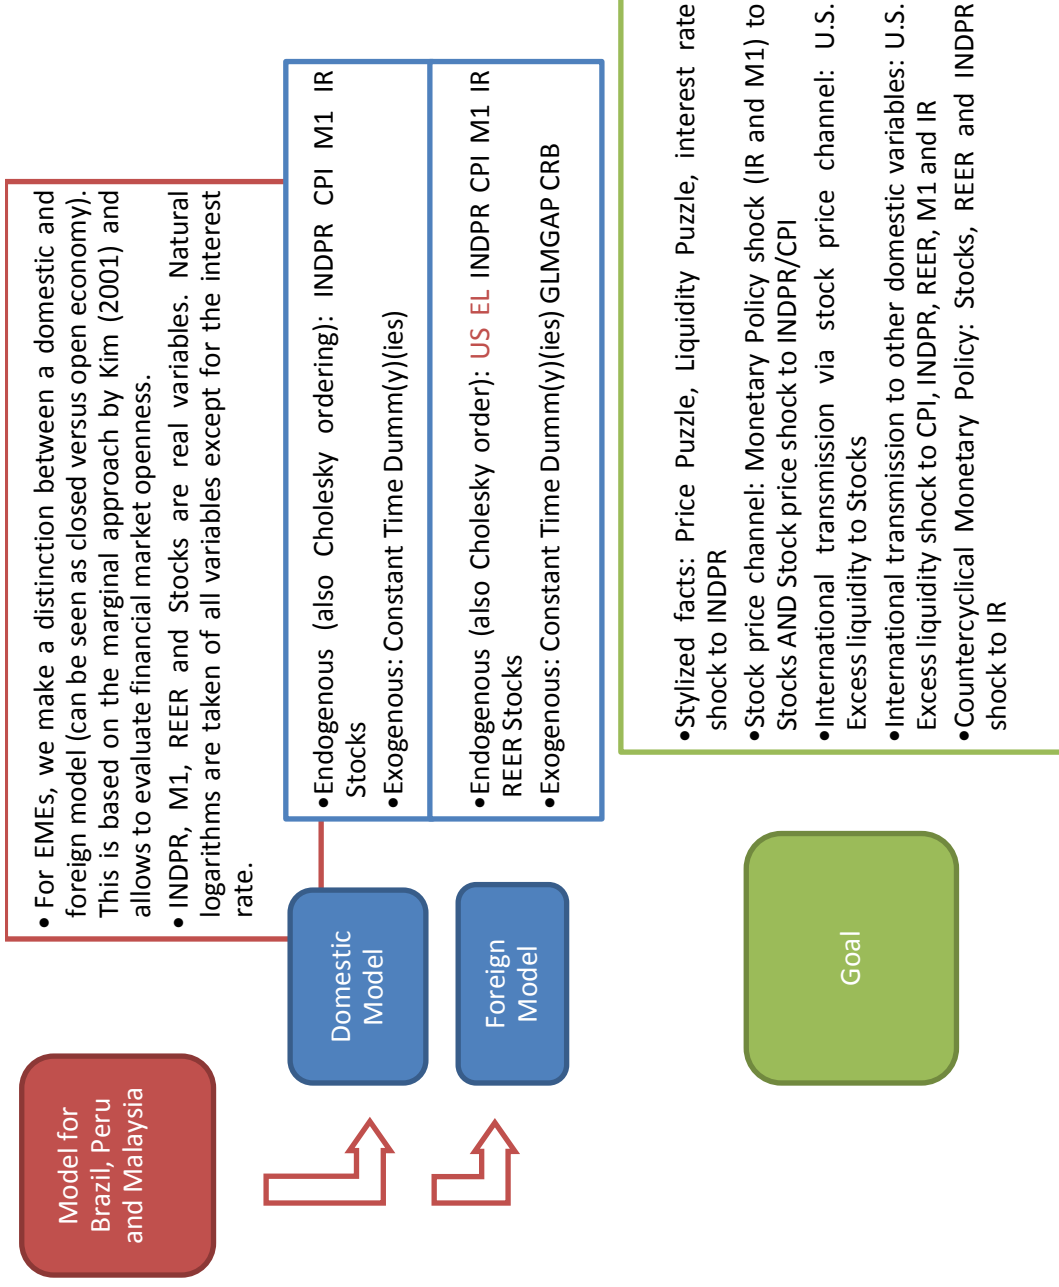 Model for
Brazil, Peru
and Malaysia
• For EMEs, we make a distinction between a domestic and
foreign model (can be seen as closed versus open economy).
This is based on the marginal approach by Kim (2001) and
allows to evaluate financial market openness.
• INDPR, M1, REER and Stocks are real variables. Natural
logarithms are taken of all variables except for the interest
rate.
Domestic
Model
•Endogenous (also Cholesky ordering): INDPR CPI M1 IR
Stocks
•Exogenous: Constant Time Dumm(y)(ies)
Foreign
Model
•Endogenous (also Cholesky order): US EL INDPR CPI M1 IR
REER Stocks
•Exogenous: Constant Time Dumm(y)(ies) GLMGAP CRB
Goal
•Stylized facts: Price Puzzle, Liquidity Puzzle, interest rate
shock to INDPR
•Stock price channel: Monetary Policy shock (IR and M1) to
Stocks AND Stock price shock to INDPR/CPI
•International transmission via stock price channel: U.S.
Excess liquidity to Stocks
•International transmission to other domestic variables: U.S.
Excess liquidity shock to CPI, INDPR, REER, M1 and IR
•Countercyclical Monetary Policy: Stocks, REER and INDPR
shock to IR